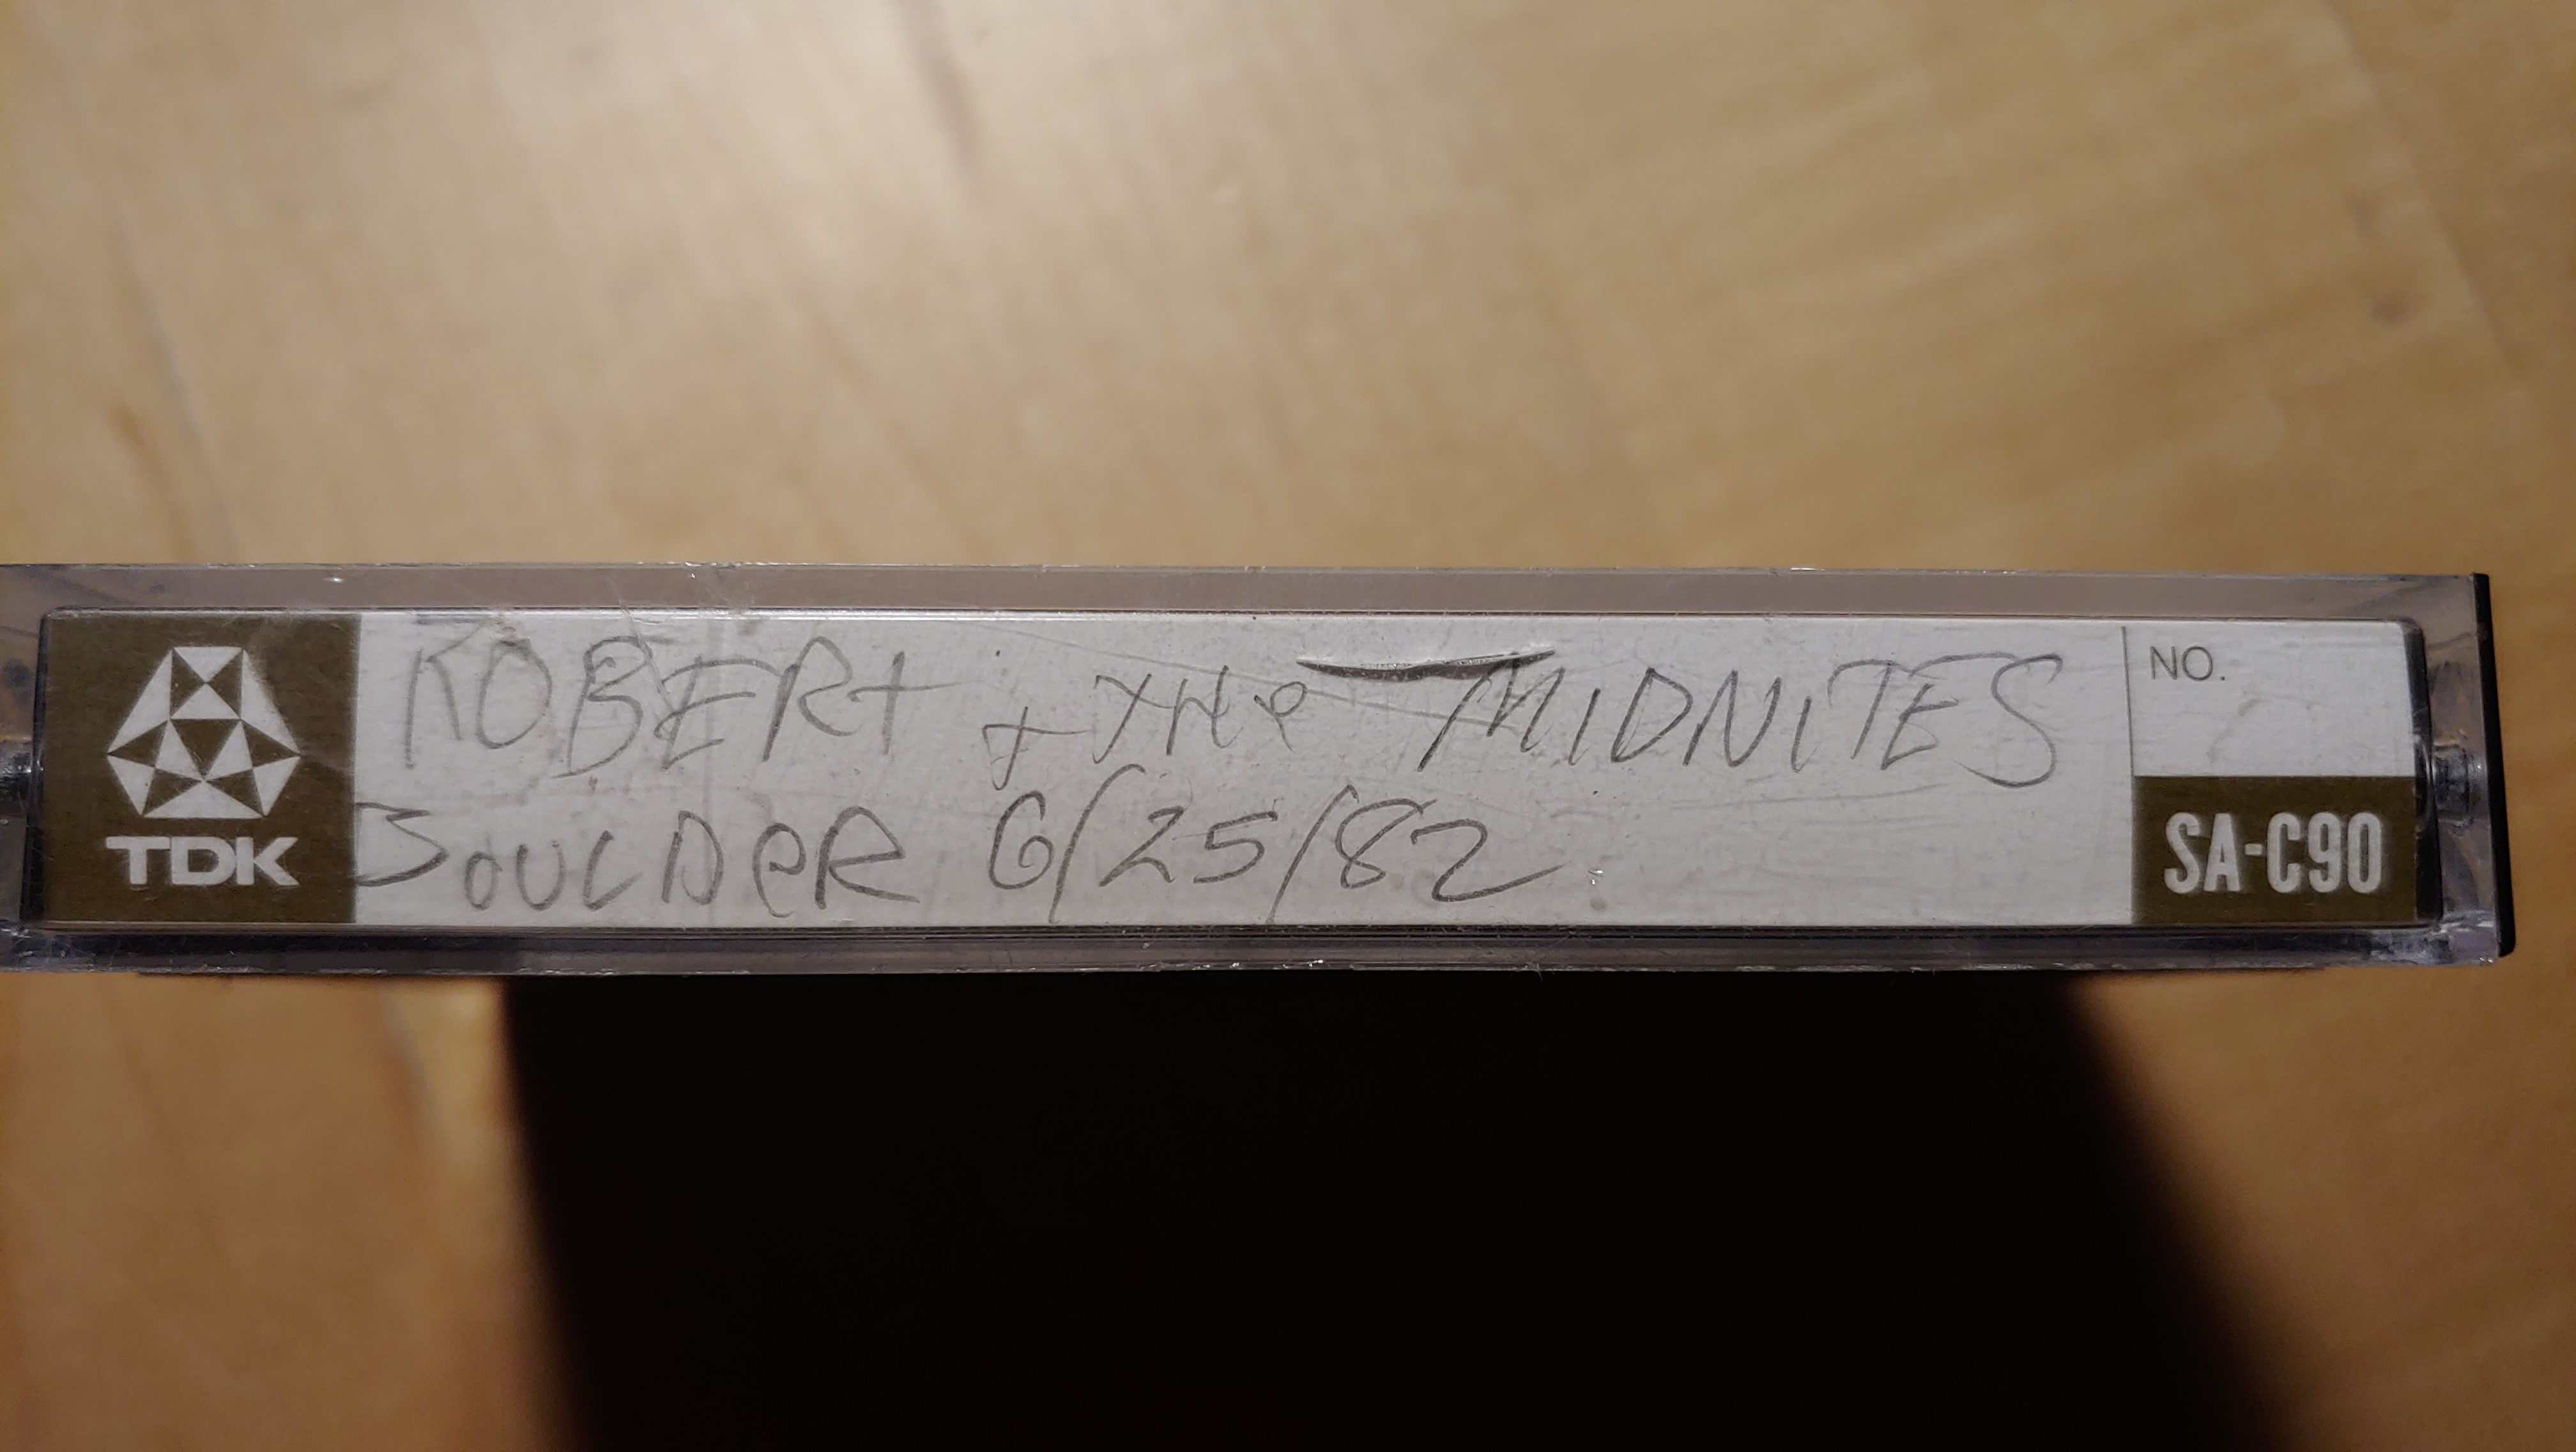 ROBERt + tHe MIDNITES
BOULDeR 6/25/82
TDK
NO.
SA-C90